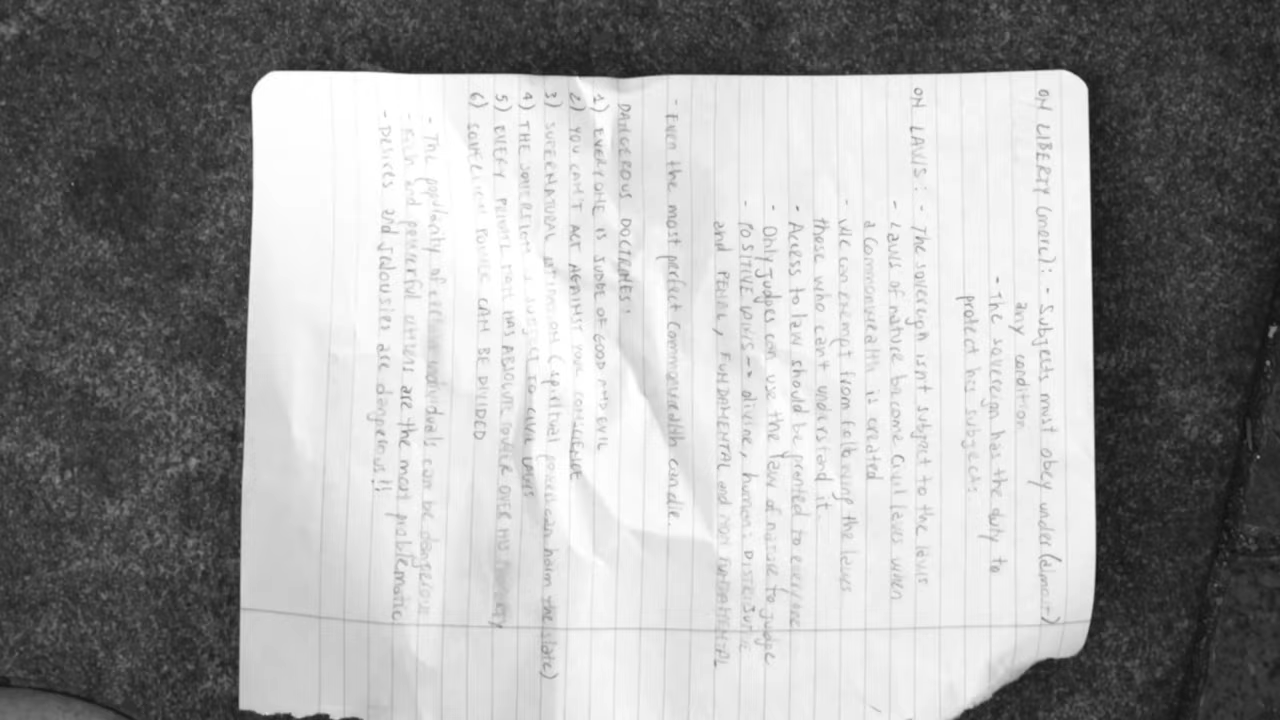 ON LIBERTY (more): - Subjects must obey under (almost)
any condition
- The sovereign has the duty to
protect his subjects
ON LAWS: - The sovereign isn't subject to the laws
- Laws of nature become civil laws when
a commonwealth is created
- We can exempt from following the laws
those who can't understand it.
- Access to law should be granted to everyone
- Only judges can use the law of nature to judge
- POSITIVE LAWS --> divine, human: DISTRIBUTIVE
and PENAL, FUNDAMENTAL and NON FUNDAMENTAL
- Even the most perfect commonwealth can die.
DANGEROUS DOCTRINES:
1) EVERYONE IS JUDGE OF GOOD AND EVIL
2) YOU CAN'T ACT AGAINST YOUR CONSCIENCE
3) SUPERNATURAL (spiritual power can harm the state)
4) THE SOVEREIGN IS SUBJECT TO CIVIL LAWS
5) EVERY PRIVATE MAN HAS ABSOLUTE POWER OVER HIS PROPERTY
6) SOVEREIGN POWER CAN BE DIVIDED
- The popularity of certain individuals can be dangerous
- Rich and powerful citizens are the most problematic
- Desires and jealousies are dangerous!!